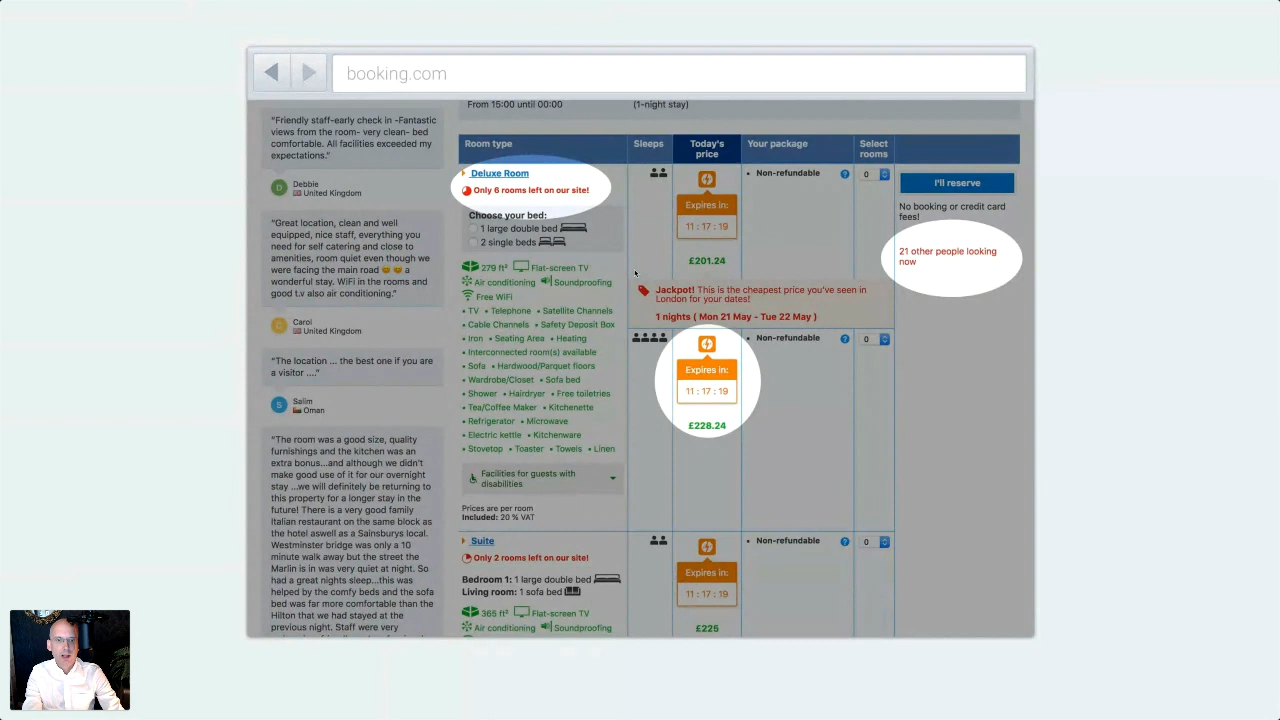 booking.com
From 15:00 until 00:00
(1-night stay)
"Friendly staff-early check in -Fantastic
views from the room- very clean- bed
comfortable. All facilities exceeded my
expectations."
D
Debbie
United Kingdom
"Great location, clean and well
equipped, nice staff, everything you
need for self catering and close to
amenities, room quiet even though we
were facing the main road 😊 😊 a
wonderful stay. WiFi in the rooms and
good t.v also air conditioning."
C
Carol
United Kingdom
"The location ... the best one if you are
a visitor ...."
S
Salim
Oman
"The room was a good size, quality
furnishings and the kitchen was an
extra bonus...and although we didn't
make good use of it for our overnight
stay ...we will definitely be returning to
this property for a longer stay in the
future! There is a very good family
Italian restaurant on the same block as
the hotel aswell as a Sainsburys local.
Westminster bridge was only a 10
minute walk away but the street the
Marlin is in was very quiet at night. So
had a great nights sleep...this was
helped by the comfy beds and the sofa
bed was far more comfortable than the
Hilton that we had stayed at the
previous night. Staff were very
Room type
Sleeps
Today's
price
Your package
Select
rooms
Deluxe Room
Only 6 rooms left on our site!
Choose your bed:
1 large double bed
2 single beds
279 ft² Flat-screen TV
Air conditioning Soundproofing
Free WiFi
• TV • Telephone • Satellite Channels
• Cable Channels • Safety Deposit Box
• Iron • Seating Area • Heating
• Interconnected room(s) available
• Sofa • Hardwood/Parquet floors
• Wardrobe/Closet • Sofa bed
• Shower • Hairdryer • Free toiletries
• Tea/Coffee Maker • Kitchenette
• Refrigerator • Microwave
• Electric kettle • Kitchenware
• Stovetop • Toaster • Towels • Linen
Facilities for guests with
disabilities
Prices are per room
Included: 20 % VAT
Expires in:
11 : 17 : 19
£201.24
• Non-refundable ?
0
I'll reserve
No booking or credit card
fees!
21 other people looking
now
Jackpot! This is the cheapest price you've seen in
London for your dates!
1 nights ( Mon 21 May - Tue 22 May )
Expires in:
11 : 17 : 19
£228.24
• Non-refundable ?
0
Suite
Only 2 rooms left on our site!
Bedroom 1: 1 large double bed
Living room: 1 sofa bed
365 ft² Flat-screen TV
Air conditioning Soundproofing
Expires in:
11 : 17 : 19
£225
• Non-refundable ?
0